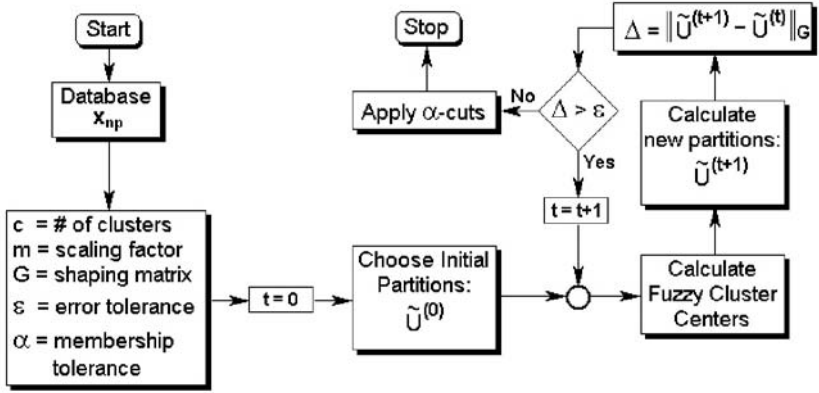 Start
Database
X_np
c = # of clusters
m = scaling factor
G = shaping matrix
ε = error tolerance
α = membership
tolerance
t = 0
Choose Initial
Partitions:
Ũ^(0)
Calculate
Fuzzy Cluster
Centers
Calculate
new partitions:
Ũ^(t+1)
Δ = ‖Ũ^(t+1) − Ũ^(t)‖_G
Δ > ε
Yes
t = t+1
No
Apply α-cuts
Stop